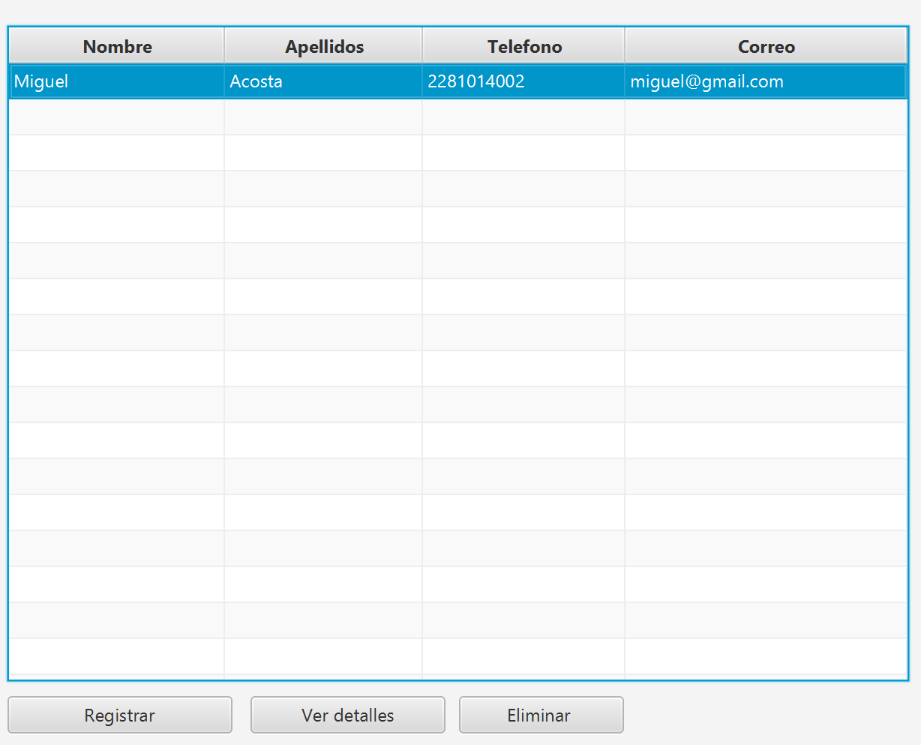 Nombre Apellidos Telefono Correo
Miguel Acosta 2281014002 miguel@gmail.com
Registrar Ver detalles Eliminar